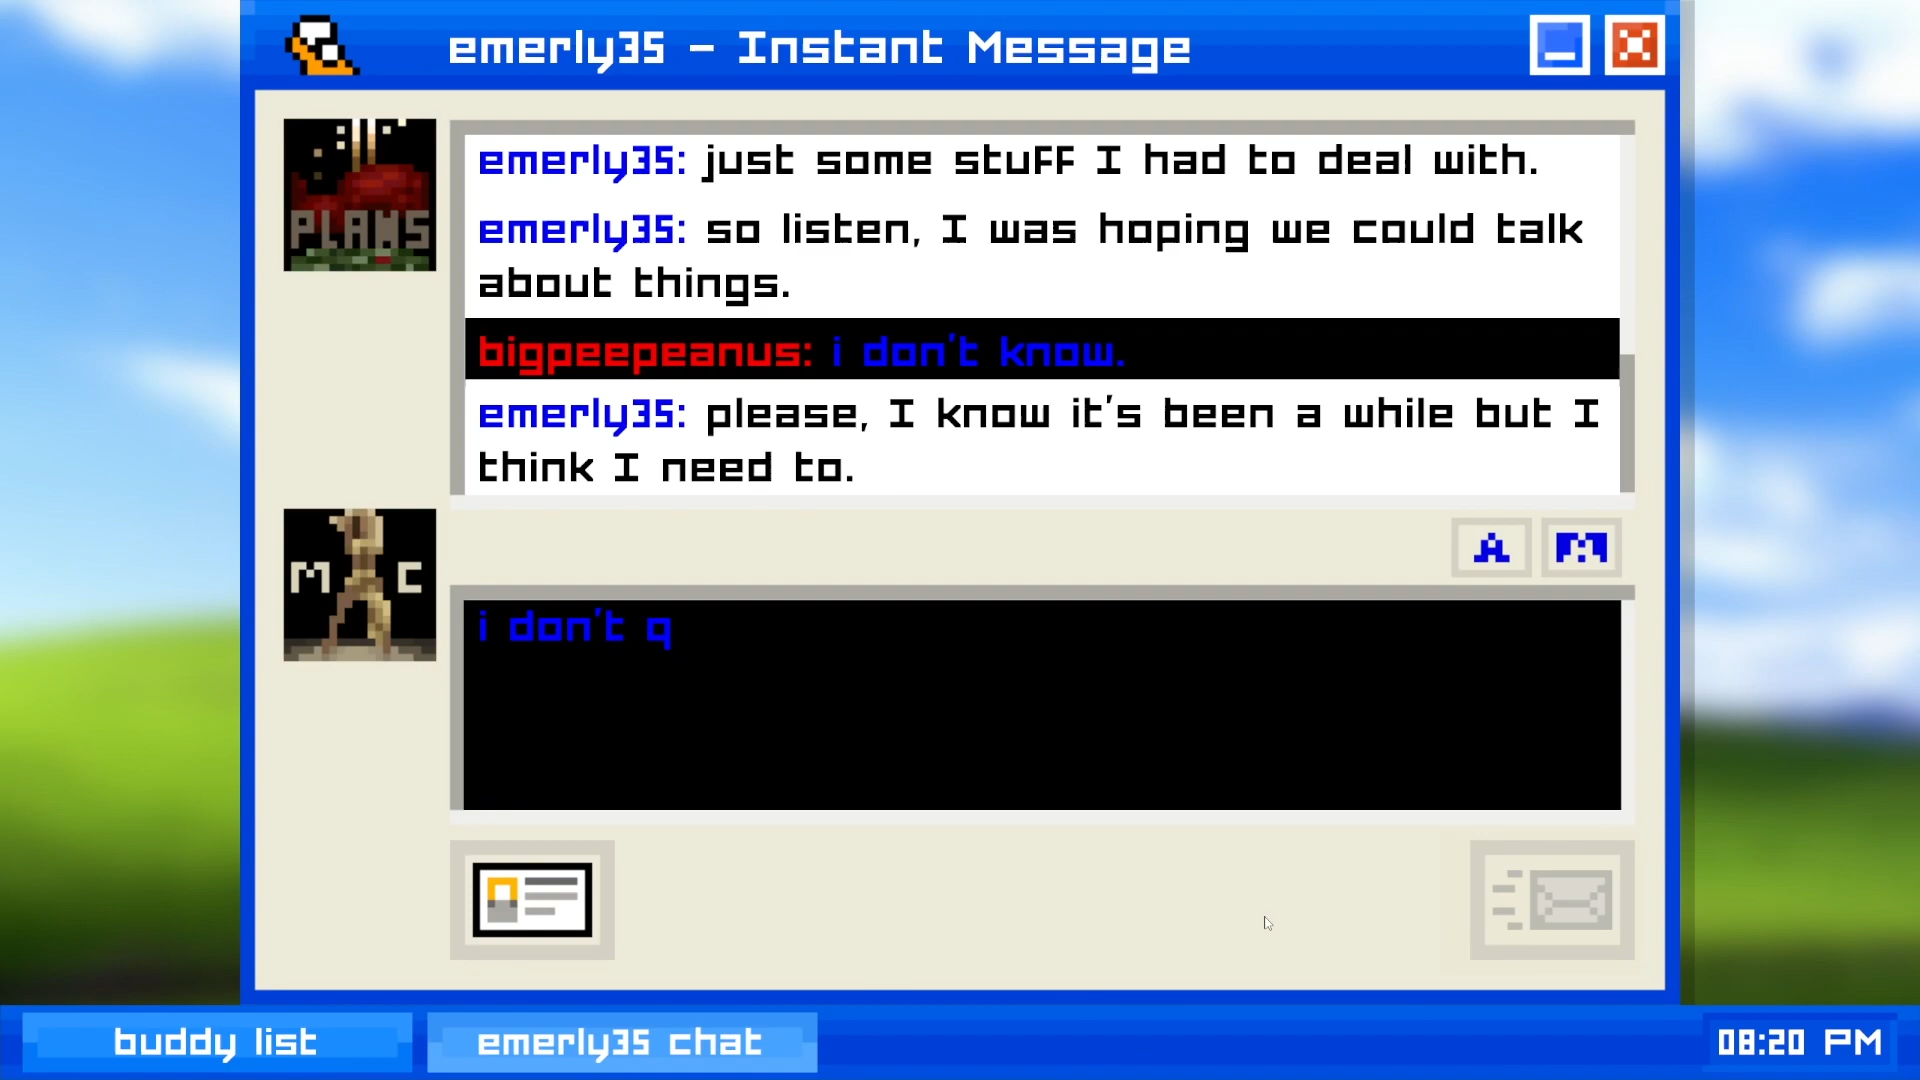 emerly35 - Instant Message
PLANS
emerly35: just some stuff I had to deal with.
emerly35: so listen, I was hoping we could talk
about things.
bigpeepeanus: i don't know.
emerly35: please, I know it's been a while but I
think I need to.
M C
A M
i don't q
buddy list
emerly35 chat
08:20 PM